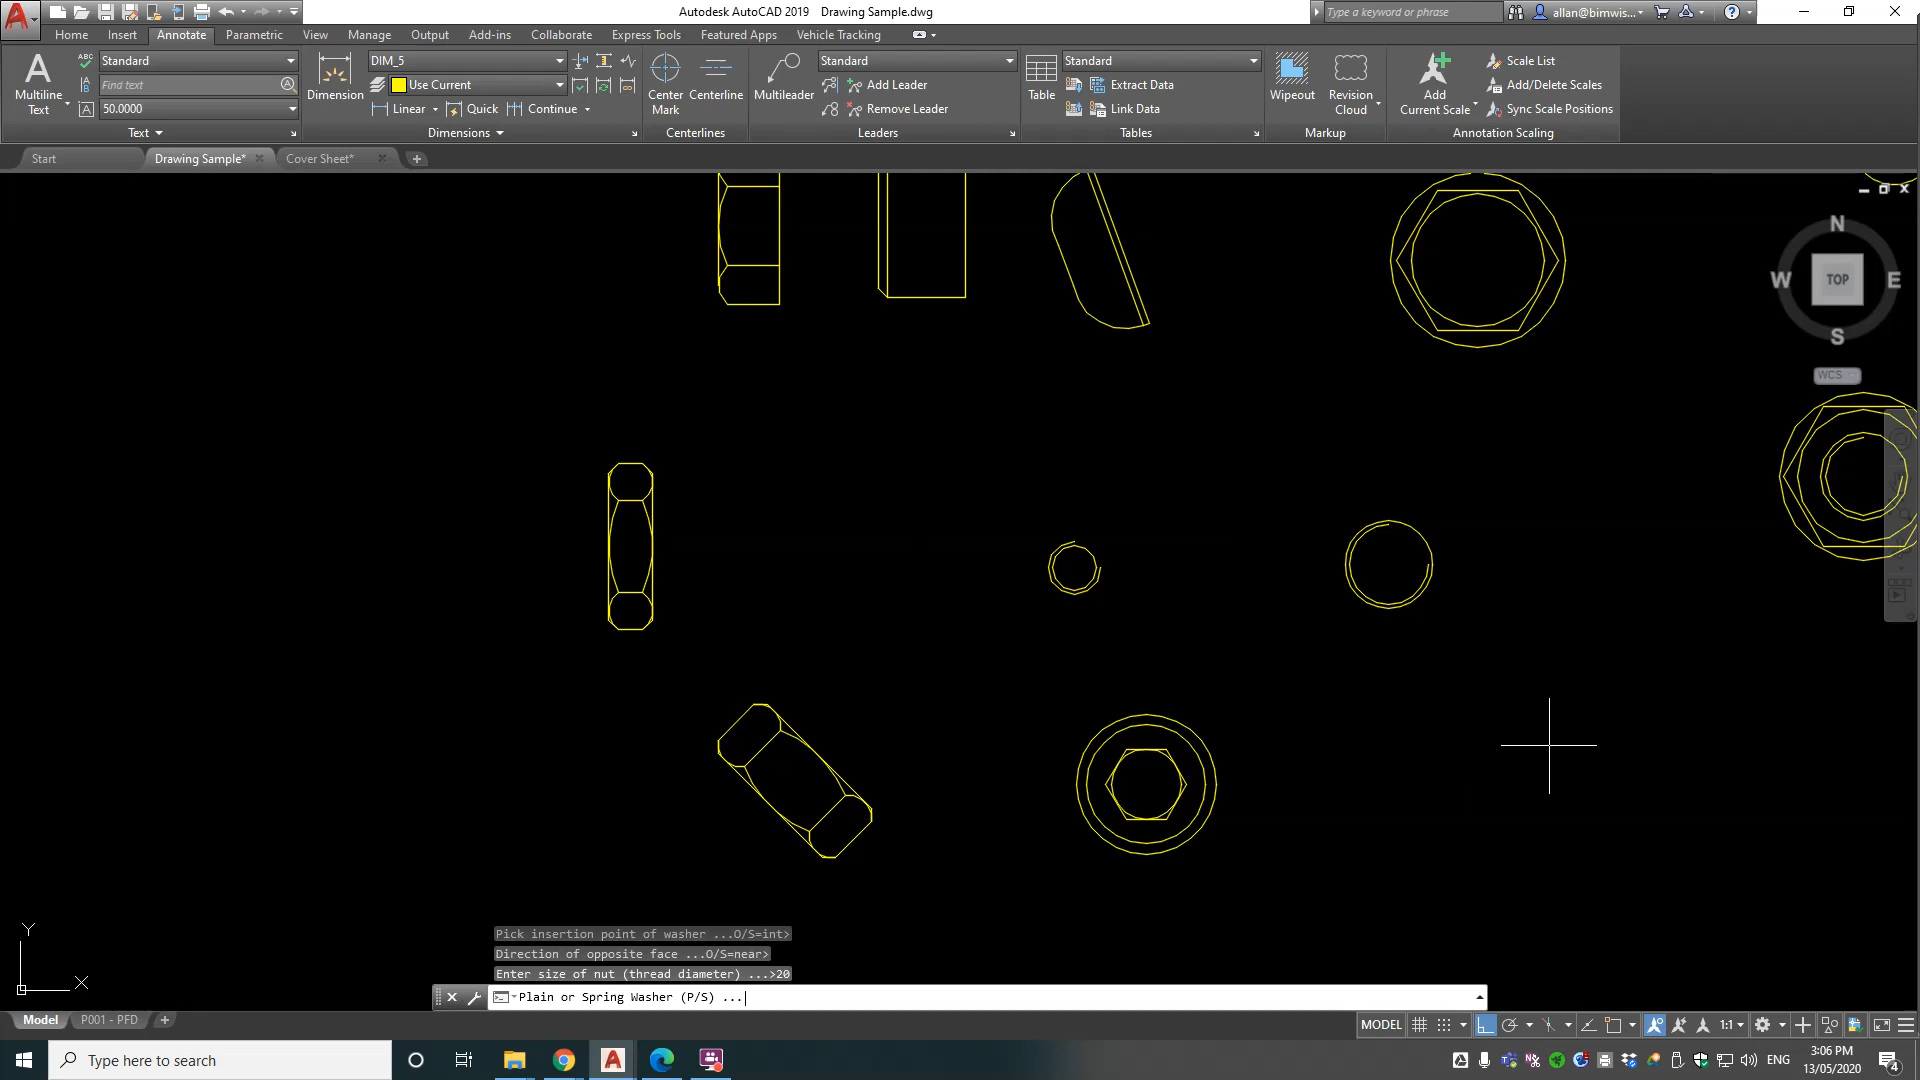 Autodesk AutoCAD 2019 Drawing Sample.dwg
Type a keyword or phrase
allan@bimwis...
Home Insert Annotate Parametric View Manage Output Add-ins Collaborate Express Tools Featured Apps Vehicle Tracking
Multiline Text
ABC
Standard
Find text
50.0000
Text
Dimension
DIM_5
Use Current
Linear Quick Continue
Dimensions
Center Mark
Centerline
Centerlines
Multileader
Standard
Add Leader
Remove Leader
Leaders
Table
Standard
Extract Data
Link Data
Tables
Wipeout
Revision Cloud
Markup
Add Current Scale
Scale List
Add/Delete Scales
Sync Scale Positions
Annotation Scaling
Start
Drawing Sample*
Cover Sheet*
N
W TOP E
S
WCS
Y
X
Pick insertion point of washer ...O/S=int>
Direction of opposite face ...O/S=near>
Enter size of nut (thread diameter) ...>20
Plain or Spring Washer (P/S) ...
Model
P001 - PFD
MODEL
1:1
Type here to search
ENG
3:06 PM
13/05/2020
4